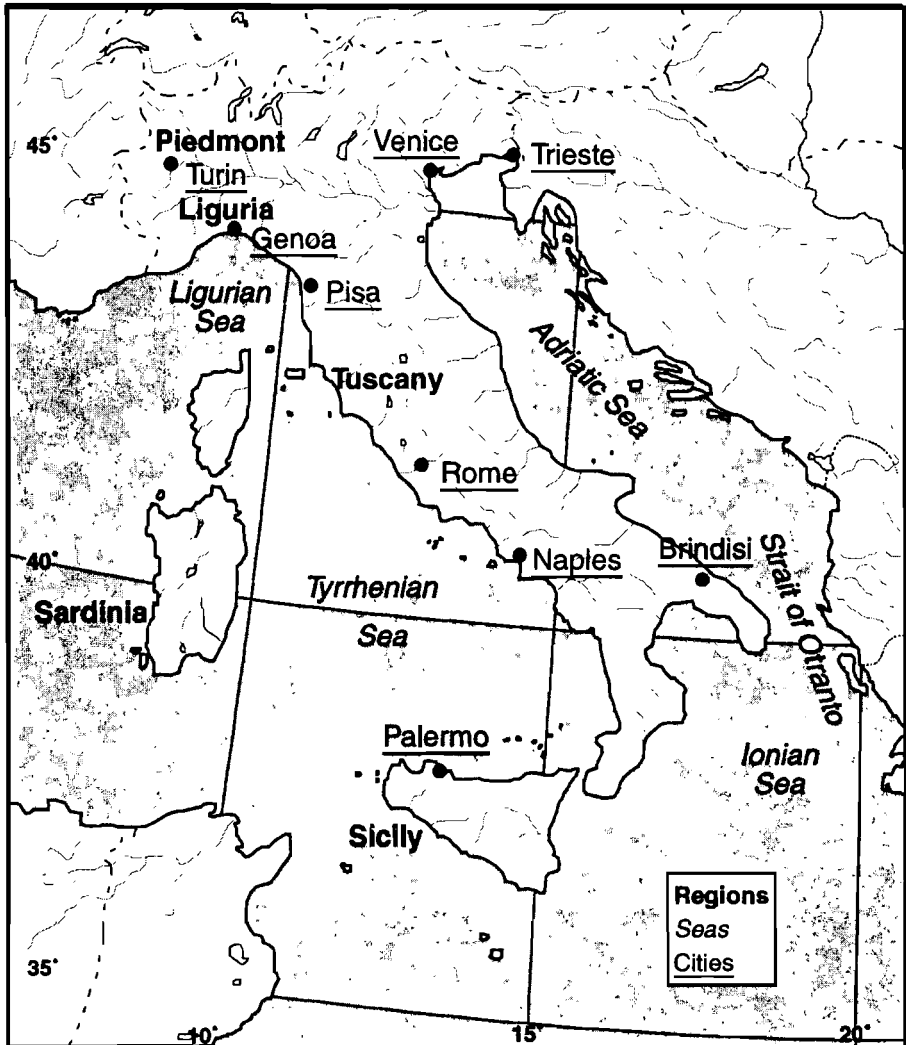 45°
Piedmont
Turin
Liguria
Genoa
Venice
Trieste
Ligurian
Sea
Pisa
Adriatic Sea
Tuscany
Rome
40°
Naples
Brindisi
Strait of Otranto
Sardinia
Tyrrhenian
Sea
Palermo
Ionian
Sea
Sicily
Regions
Seas
Cities
35°
10°
15°
20°